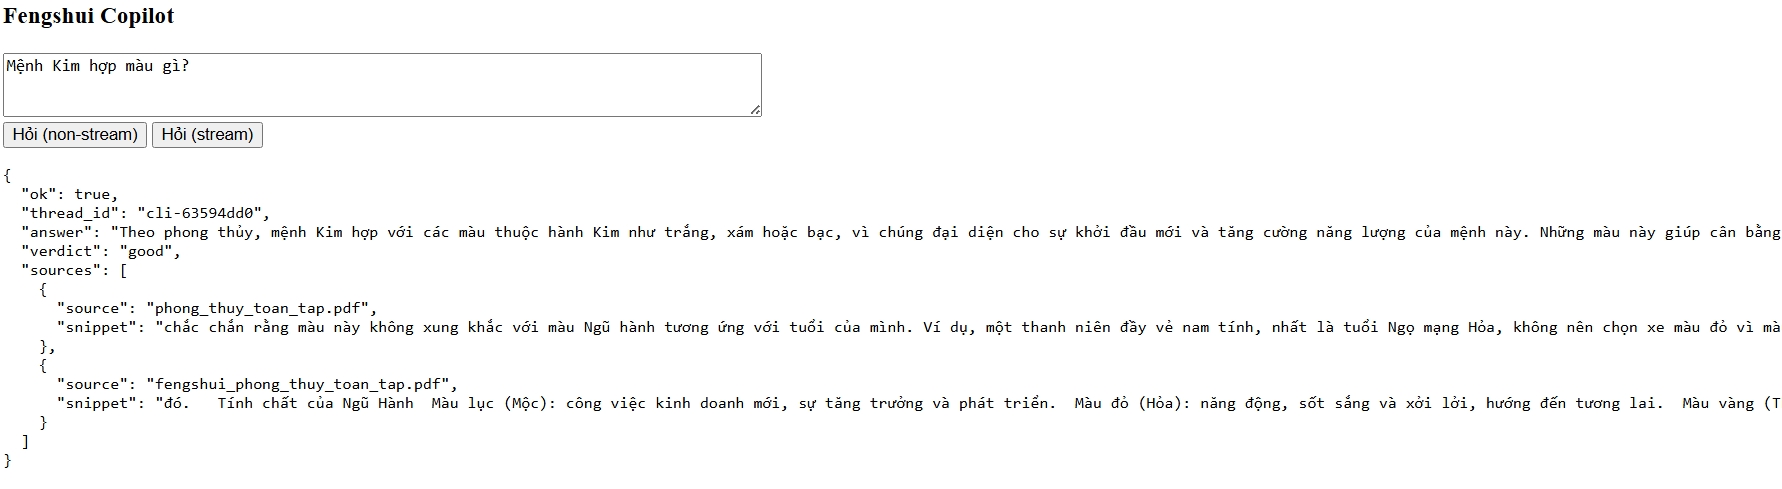 Fengshui Copilot
Mệnh Kim hợp màu gì?
Hỏi (non-stream) Hỏi (stream)
{
  "ok": true,
  "thread_id": "cli-63594dd0",
  "answer": "Theo phong thủy, mệnh Kim hợp với các màu thuộc hành Kim như trắng, xám hoặc bạc, vì chúng đại diện cho sự khởi đầu mới và tăng cường năng lượng của mệnh này. Những màu này giúp cân bằng
  "verdict": "good",
  "sources": [
    {
      "source": "phong_thuy_toan_tap.pdf",
      "snippet": "chắc chắn rằng màu này không xung khắc với màu Ngũ hành tương ứng với tuổi của mình. Ví dụ, một thanh niên đầy vẻ nam tính, nhất là tuổi Ngọ mạng Hỏa, không nên chọn xe màu đỏ vì mà
    },
    {
      "source": "fengshui_phong_thuy_toan_tap.pdf",
      "snippet": "đó.   Tính chất của Ngũ Hành  Màu lục (Mộc): công việc kinh doanh mới, sự tăng trưởng và phát triển.  Màu đỏ (Hỏa): năng động, sốt sắng và xởi lởi, hướng đến tương lai.  Màu vàng (T
    }
  ]
}